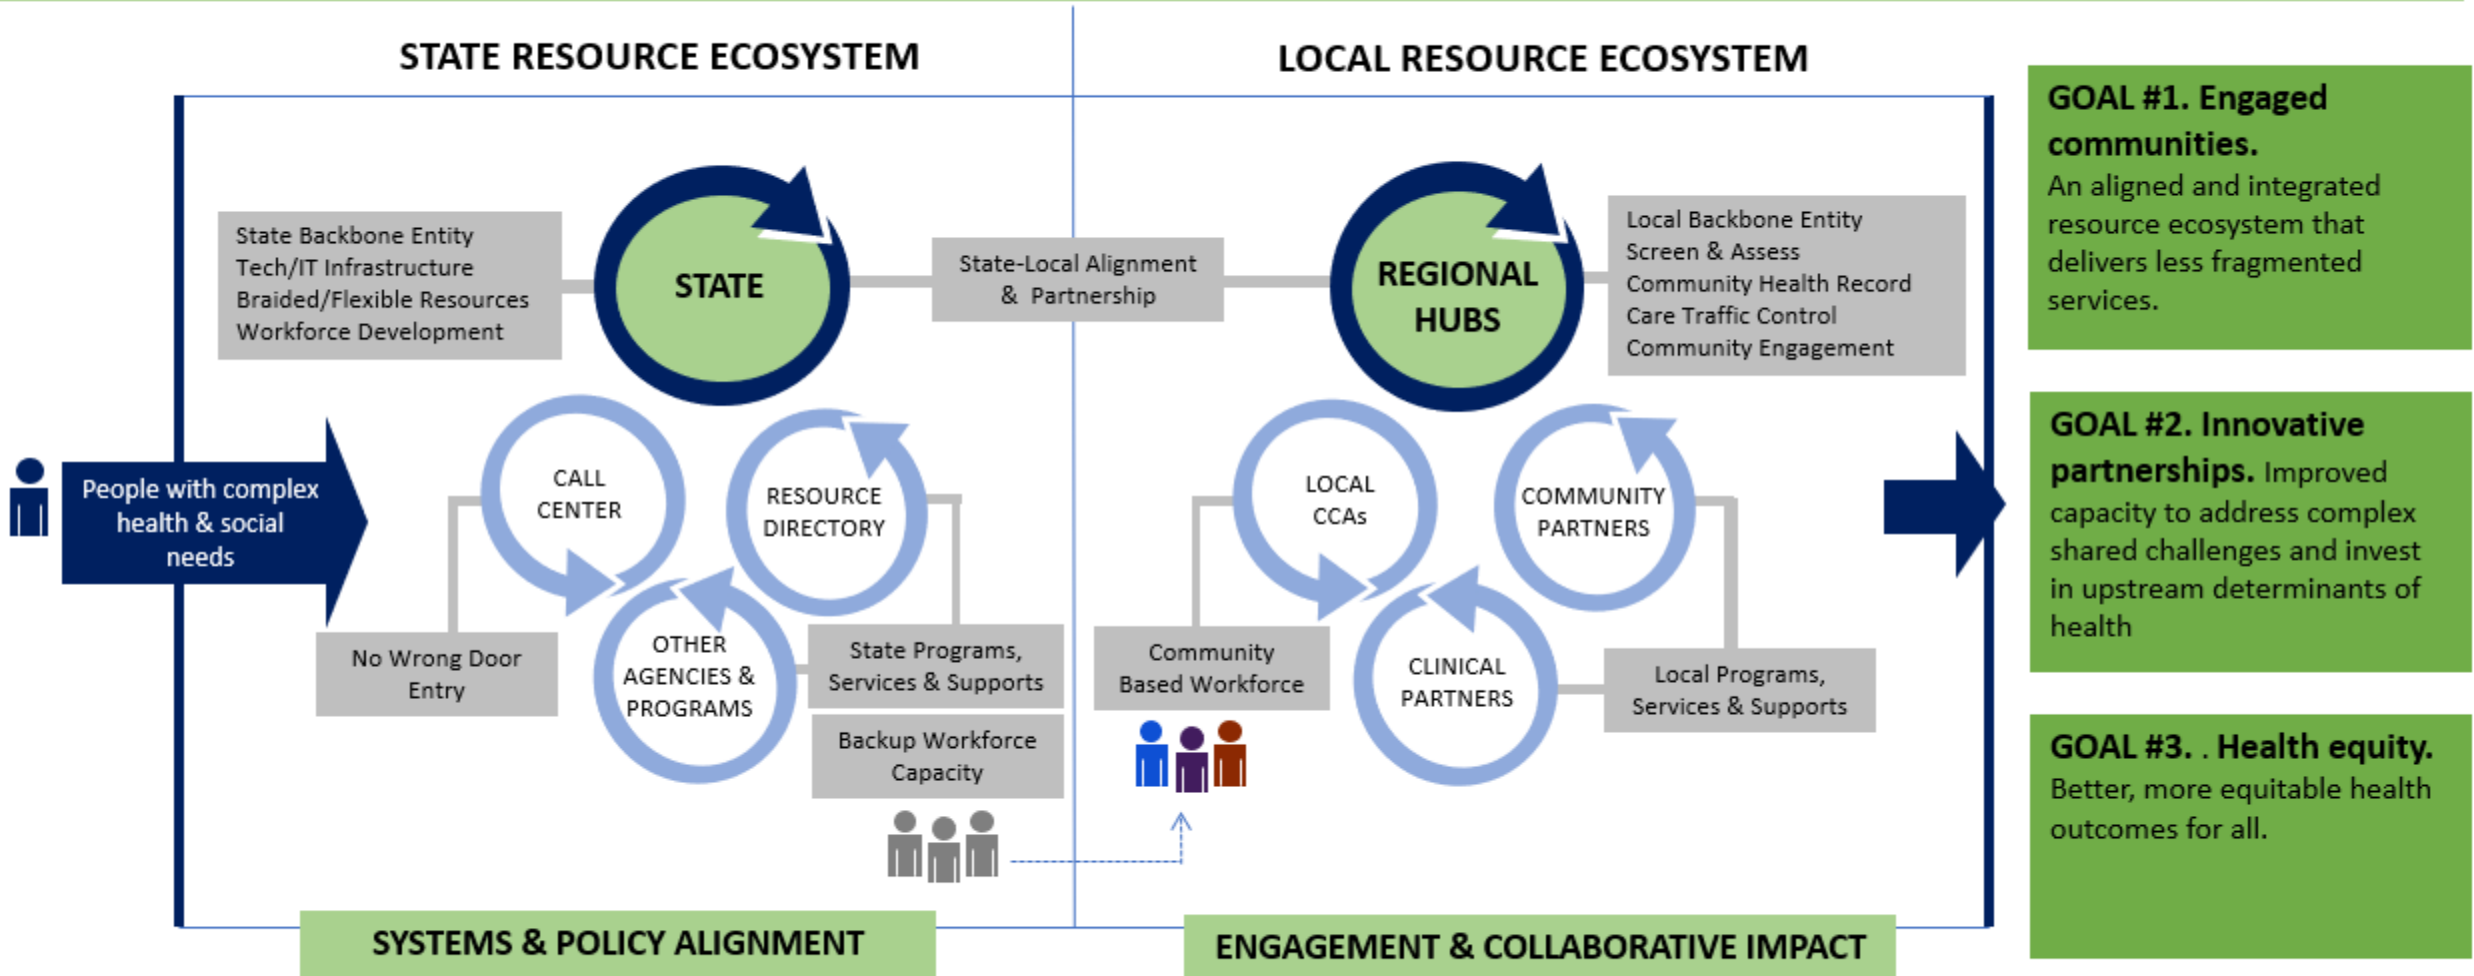 STATE RESOURCE ECOSYSTEM
LOCAL RESOURCE ECOSYSTEM
State Backbone Entity
Tech/IT Infrastructure
Braided/Flexible Resources
Workforce Development
STATE
State-Local Alignment
& Partnership
REGIONAL
HUBS
Local Backbone Entity
Screen & Assess
Community Health Record
Care Traffic Control
Community Engagement
People with complex
health & social
needs
CALL
CENTER
RESOURCE
DIRECTORY
OTHER
AGENCIES &
PROGRAMS
No Wrong Door
Entry
State Programs,
Services & Supports
Backup Workforce
Capacity
LOCAL
CCAs
COMMUNITY
PARTNERS
CLINICAL
PARTNERS
Community
Based Workforce
Local Programs,
Services & Supports
SYSTEMS & POLICY ALIGNMENT
ENGAGEMENT & COLLABORATIVE IMPACT
GOAL #1. Engaged
communities.
An aligned and integrated
resource ecosystem that
delivers less fragmented
services.
GOAL #2. Innovative
partnerships. Improved
capacity to address complex
shared challenges and invest
in upstream determinants of
health
GOAL #3. . Health equity.
Better, more equitable health
outcomes for all.